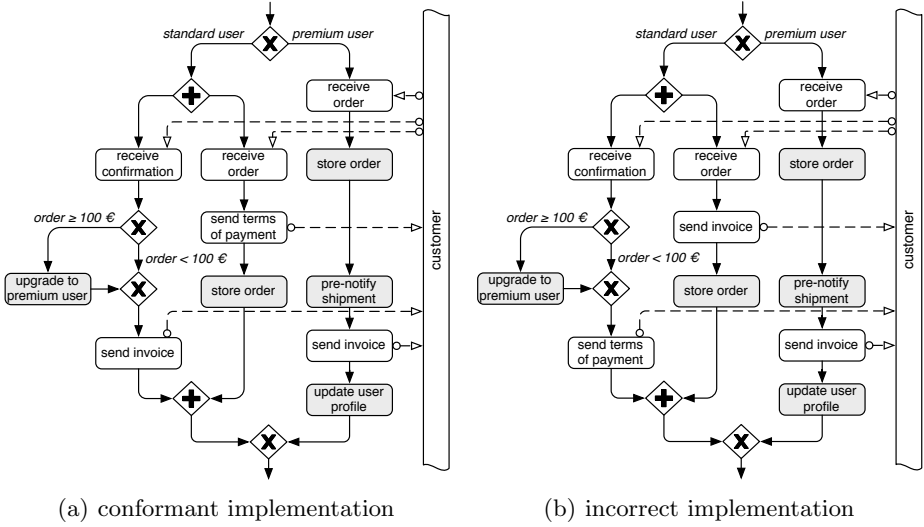 standard user
premium user
receive
order
receive
confirmation
receive
order
store order
order ≥ 100 €
send terms
of payment
order < 100 €
upgrade to
premium user
store order
pre-notify
shipment
send invoice
send invoice
update user
profile
customer
(a) conformant implementation
standard user
premium user
receive
order
receive
confirmation
receive
order
store order
order ≥ 100 €
send invoice
order < 100 €
upgrade to
premium user
store order
pre-notify
shipment
send terms
of payment
send invoice
update user
profile
customer
(b) incorrect implementation